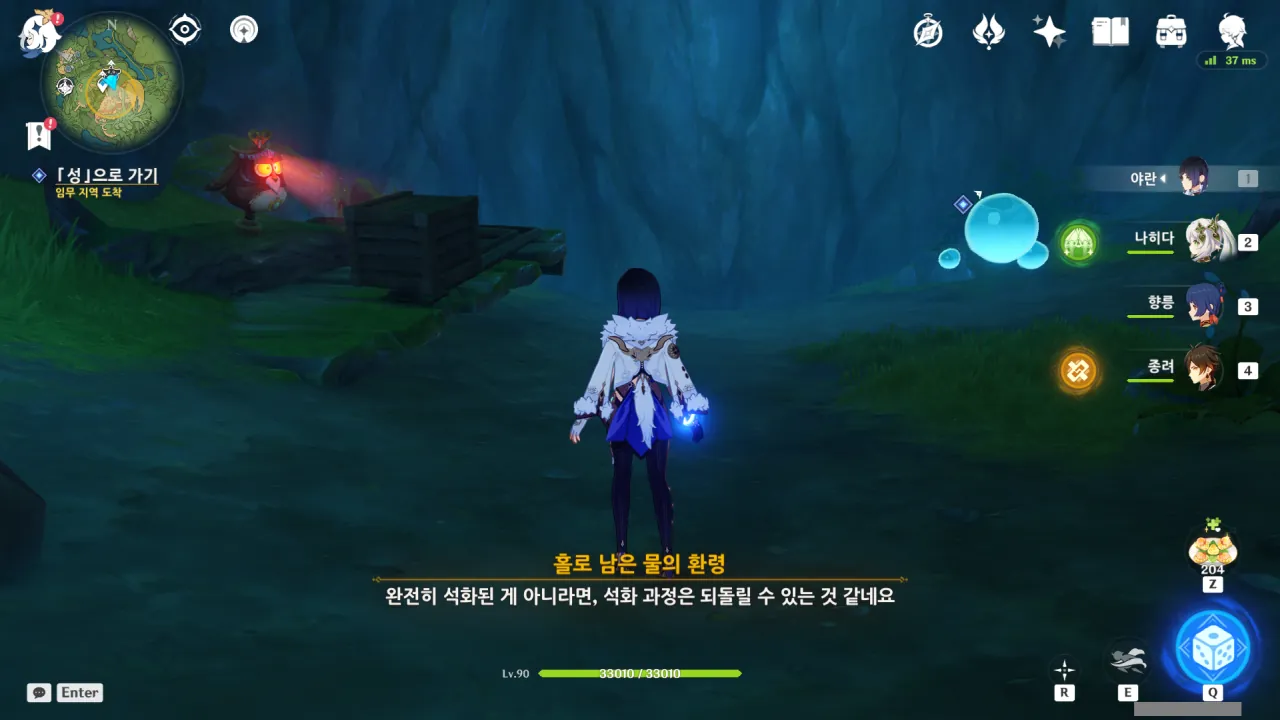 N
37 ms
「성」으로 가기
임무 지역 도착
야란
1
나히다
2
향릉
3
종려
4
홀로 남은 물의 환령
완전히 석화된 게 아니라면, 석화 과정은 되돌릴 수 있는 것 같네요
204
Z
Lv.90
33010 / 33010
Enter
R
E
Q